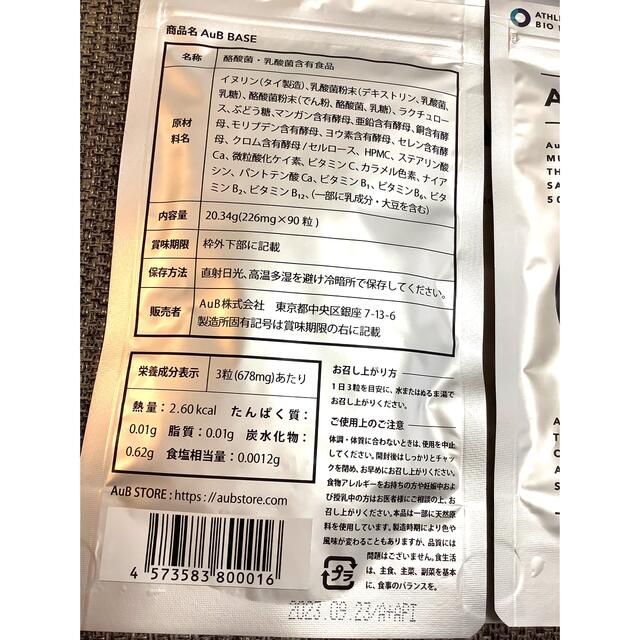 商品名 AuB BASE
名称 酪酸菌・乳酸菌含有食品
原材料名
イヌリン(タイ製造)、乳酸菌粉末(デキストリン、乳酸菌、
乳糖)、酪酸菌粉末(でん粉、酪酸菌、乳糖)、ラクチュロー
ス、ぶどう糖、マンガン含有酵母、亜鉛含有酵母、銅含有酵
母、モリブデン含有酵母、ヨウ素含有酵母、セレン含有酵
母、クロム含有酵母/セルロース、HPMC、ステアリン酸
Ca、微粒酸化ケイ素、ビタミンC、カラメル色素、ナイア
シン、パントテン酸Ca、ビタミンB₁、ビタミンB₆、ビタ
ミンB₂、ビタミンB₁₂、(一部に乳成分・大豆を含む)
内容量 20.34g(226mg×90粒)
賞味期限 枠外下部に記載
保存方法 直射日光、高温多湿を避け冷暗所で保存してください。
販売者 AuB株式会社 東京都中央区銀座7-13-6
製造所固有記号は賞味期限の右に記載
栄養成分表示 3粒(678mg)あたり
熱量:2.60kcal たんぱく質:
0.01g 脂質:0.01g 炭水化物:
0.62g 食塩相当量:0.0012g
AuB STORE : https://aubstore.com
4 573583 800016
お召し上がり方
1日3粒を目安に、水またはぬるま湯で
お召し上がりください。
ご使用上のご注意
体調・体質に合わないときは、使用を中止
してください。開封後はしっかりとチャッ
クを閉め、お早めにお召し上がりください。
食物アレルギーをお持ちの方や妊娠中およ
び授乳中の方はお医者様にご相談の上、お
召し上がりください。本品は一部に天然原
料を使用しています。製造時期により色や
風味が変わることもありますが、品質には
問題はございません。食生活
は、主食、主菜、副菜を基本
に、食事のバランスを。
プラ
2023.09.23/A+API
ATHLE
BIO
A
Au
MU
TH
SA
50
A
T
C
A
S